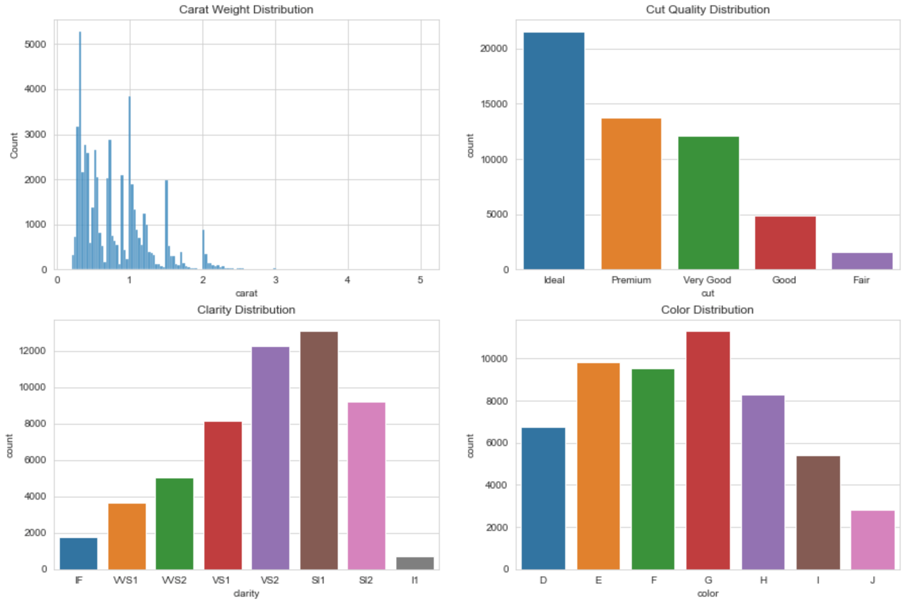 Carat Weight Distribution
5000
4000
3000
2000
1000
0
Count
0 1 2 3 4 5
carat
Cut Quality Distribution
20000
15000
10000
5000
0
count
Ideal Premium Very Good Good Fair
cut
Clarity Distribution
12000
10000
8000
6000
4000
2000
0
count
IF VVS1 VVS2 VS1 VS2 SI1 SI2 I1
clarity
Color Distribution
10000
8000
6000
4000
2000
0
count
D E F G H I J
color